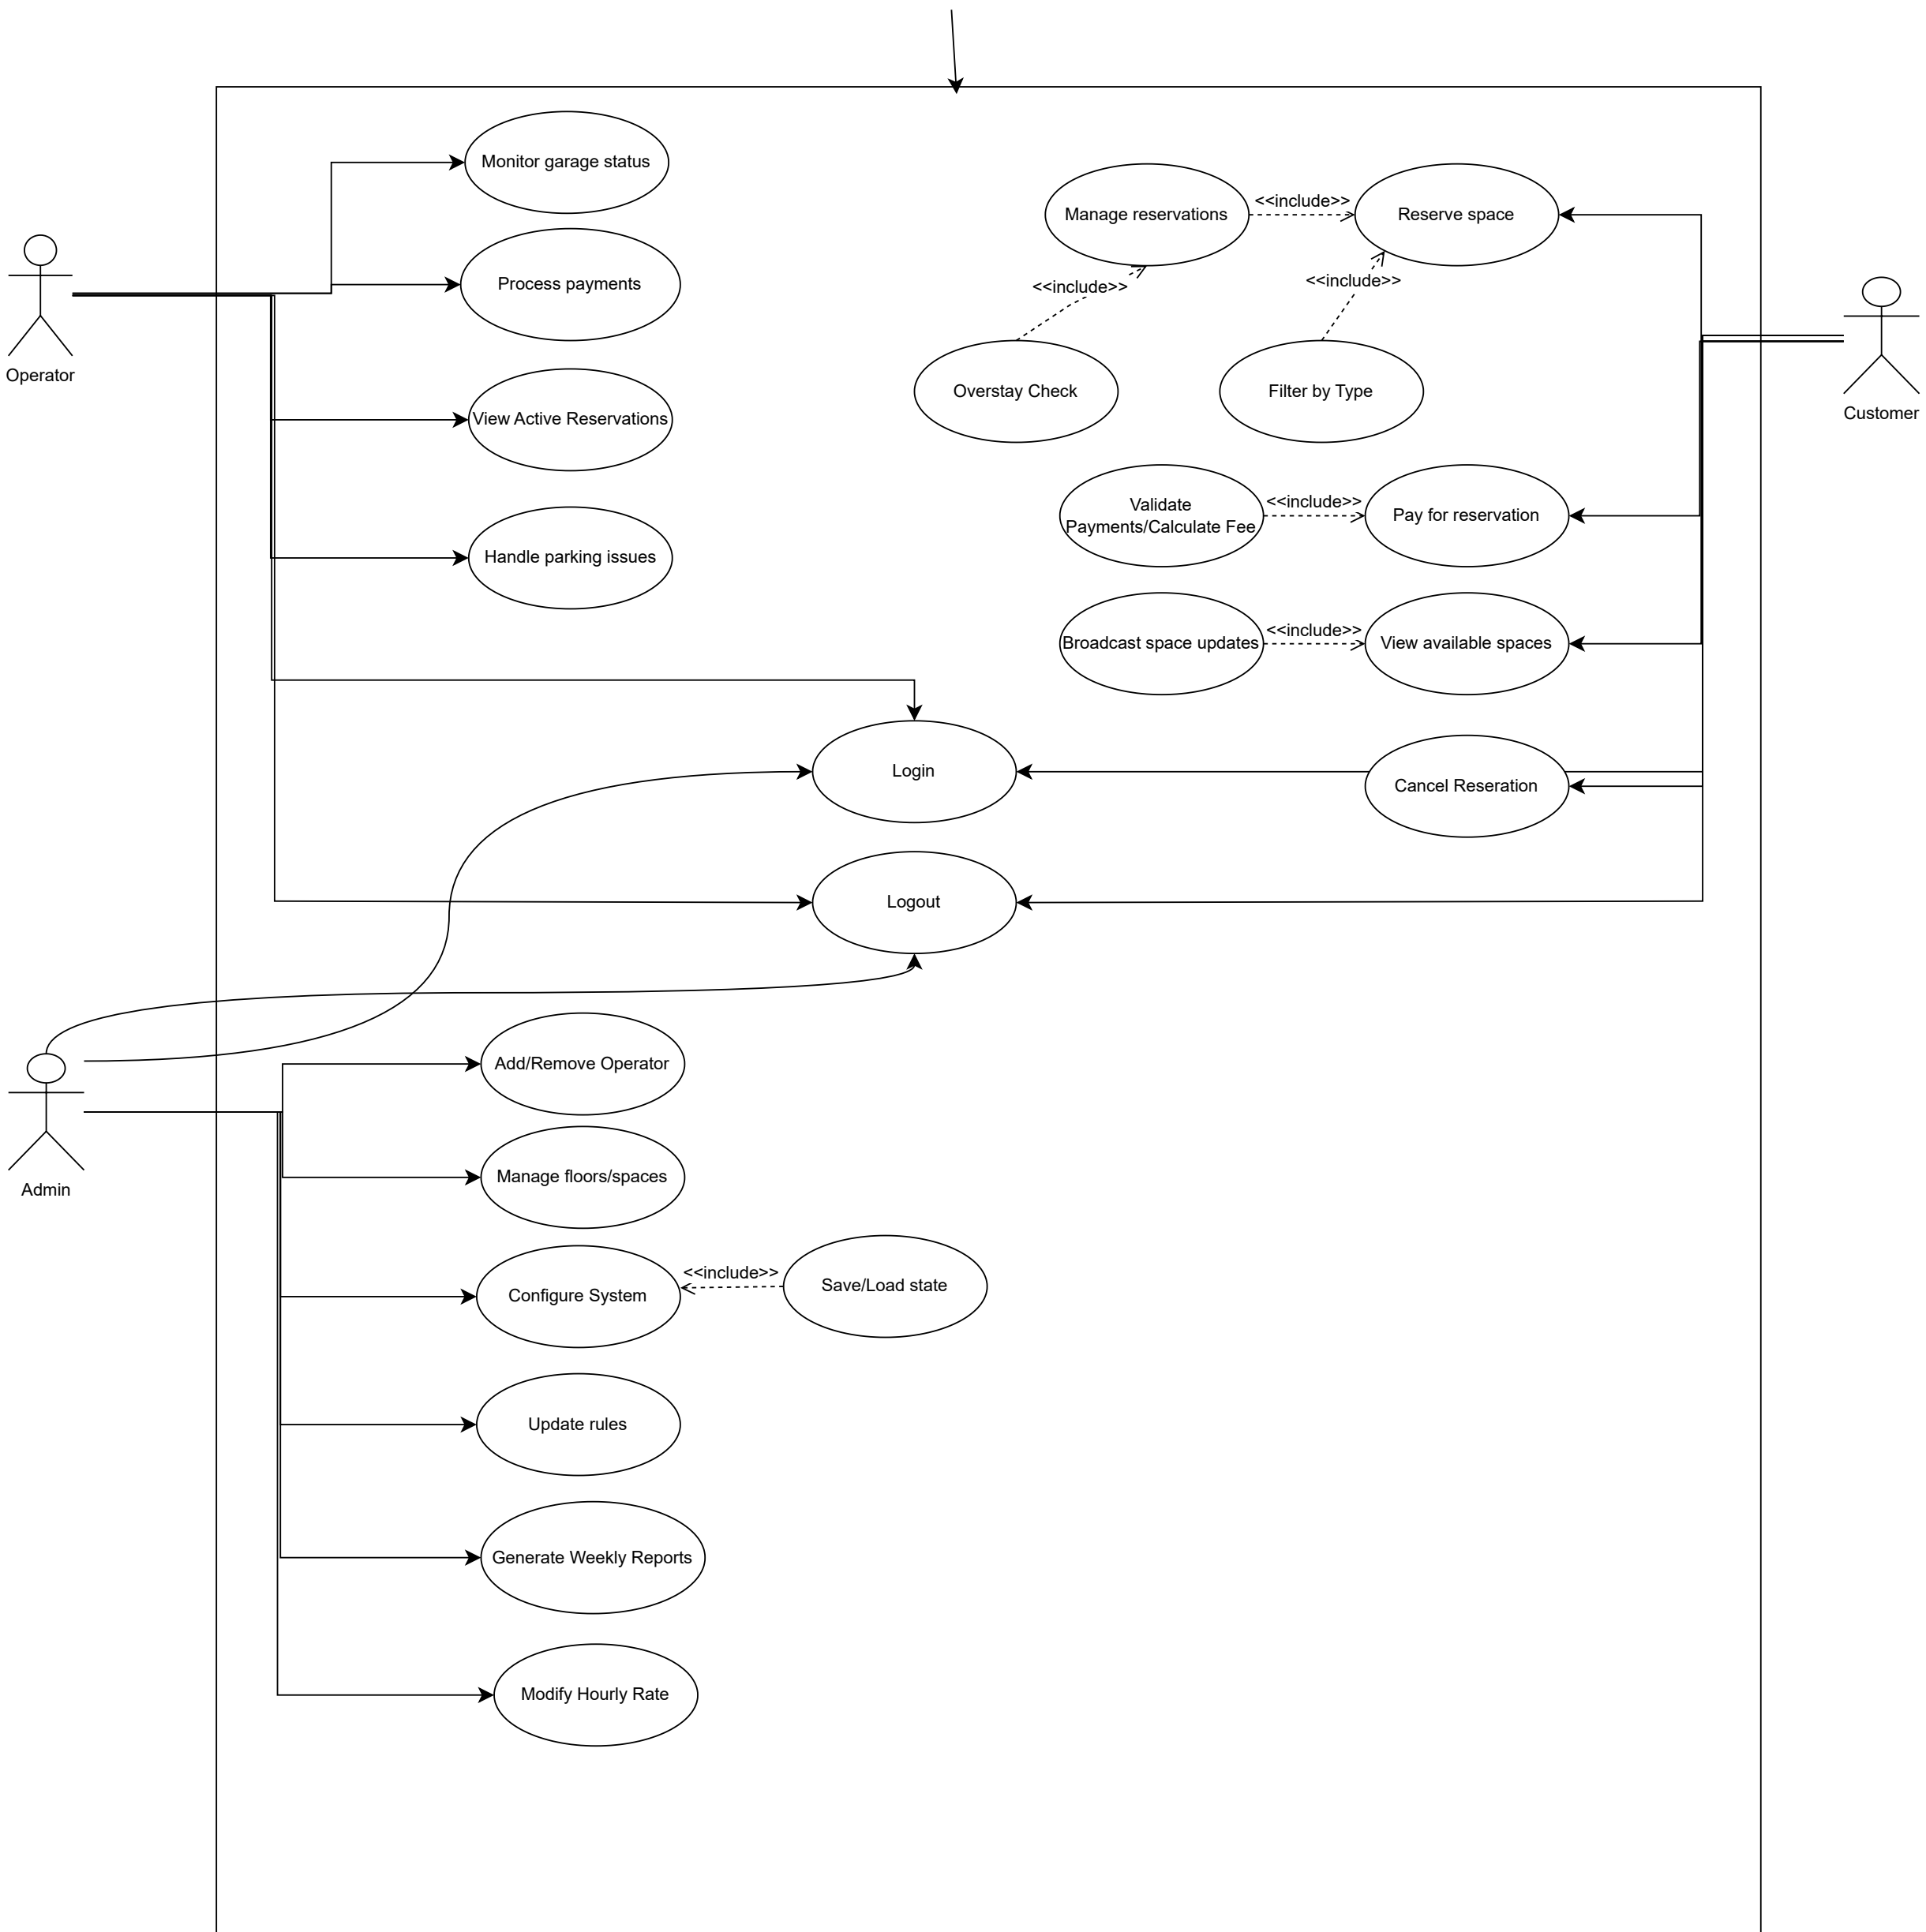 Monitor garage status
Manage reservations
<<include>>
Reserve space
Process payments
<<include>>
<<include>>
Operator
Customer
View Active Reservations
Overstay Check
Filter by Type
Validate
Payments/Calculate Fee
<<include>>
Pay for reservation
Handle parking issues
Broadcast space updates
<<include>>
View available spaces
Login
Cancel Reseration
Logout
Add/Remove Operator
Admin
Manage floors/spaces
Configure System
<<include>>
Save/Load state
Update rules
Generate Weekly Reports
Modify Hourly Rate